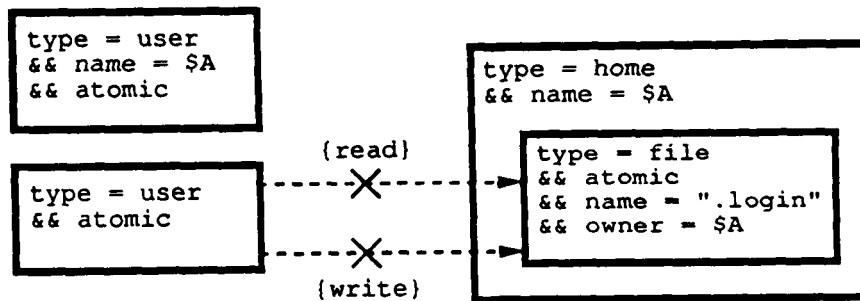 type = user
&& name = $A
&& atomic
type = home
&& name = $A
{read}
type = user
&& atomic
type = file
&& atomic
&& name = ".login"
&& owner = $A
{write}